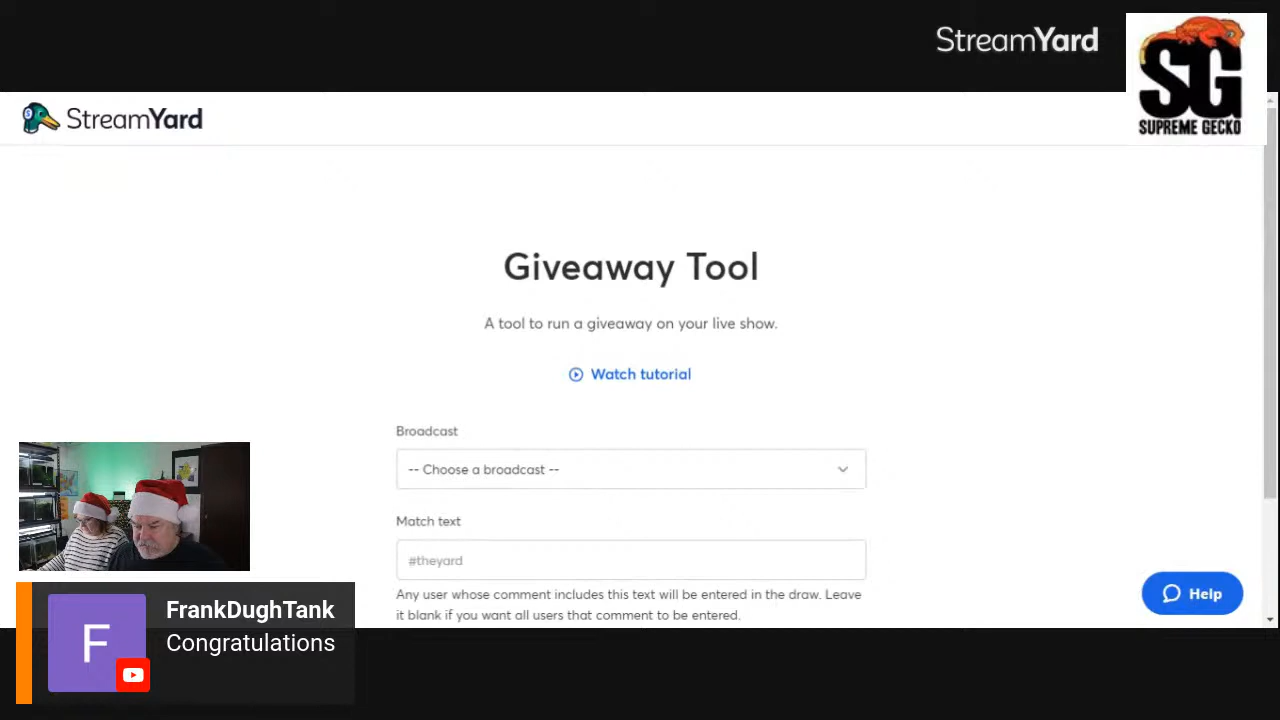 StreamYard
SG
SUPREME GECKO
StreamYard
Giveaway Tool
A tool to run a giveaway on your live show.
Watch tutorial
Broadcast
-- Choose a broadcast --
Match text
#theyard
Any user whose comment includes this text will be entered in the draw. Leave
it blank if you want all users that comment to be entered.
Help
F
FrankDughTank
Congratulations